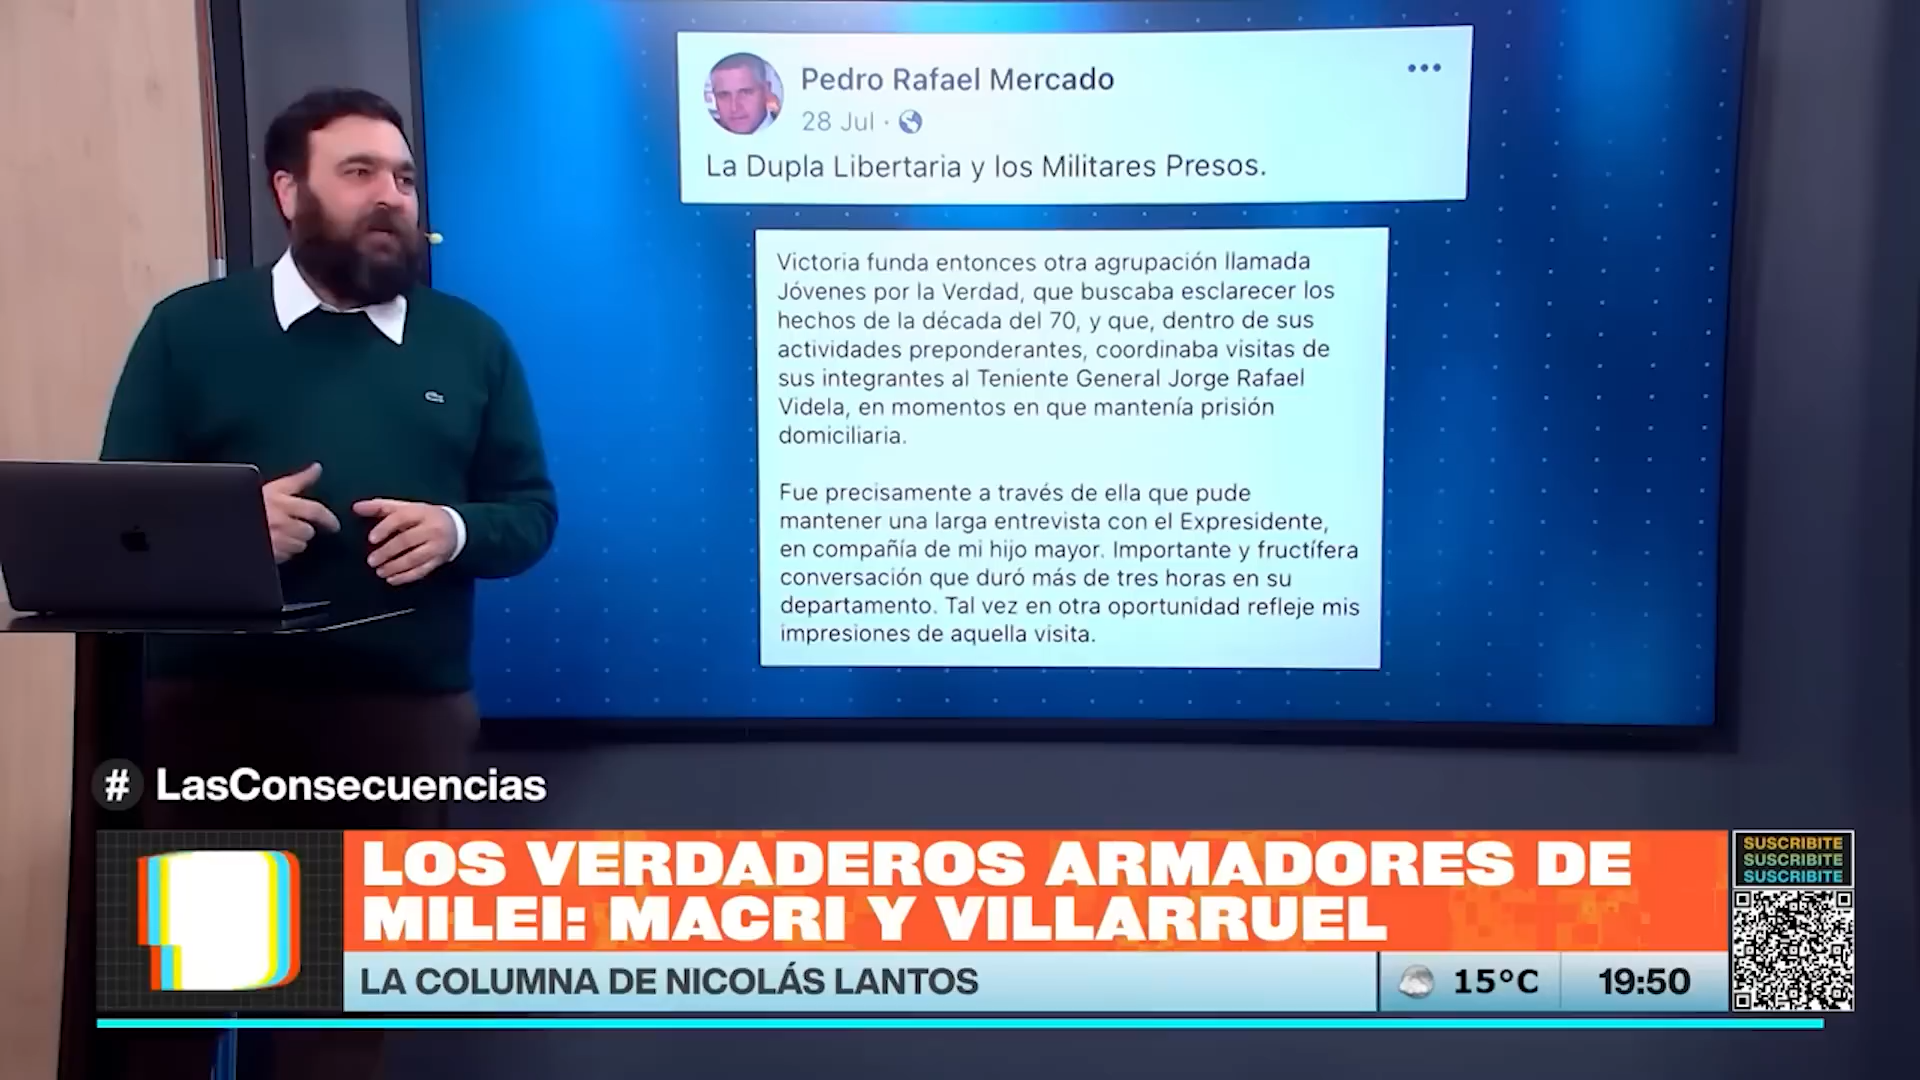 Pedro Rafael Mercado
28 Jul ·
La Dupla Libertaria y los Militares Presos.
Victoria funda entonces otra agrupación llamada
Jóvenes por la Verdad, que buscaba esclarecer los
hechos de la década del 70, y que, dentro de sus
actividades preponderantes, coordinaba visitas de
sus integrantes al Teniente General Jorge Rafael
Videla, en momentos en que mantenía prisión
domiciliaria.
Fue precisamente a través de ella que pude
mantener una larga entrevista con el Expresidente,
en compañía de mi hijo mayor. Importante y fructífera
conversación que duró más de tres horas en su
departamento. Tal vez en otra oportunidad refleje mis
impresiones de aquella visita.
# LasConsecuencias
LOS VERDADEROS ARMADORES DE
MILEI: MACRI Y VILLARRUEL
LA COLUMNA DE NICOLÁS LANTOS
15°C
19:50
SUSCRIBITE
SUSCRIBITE
SUSCRIBITE